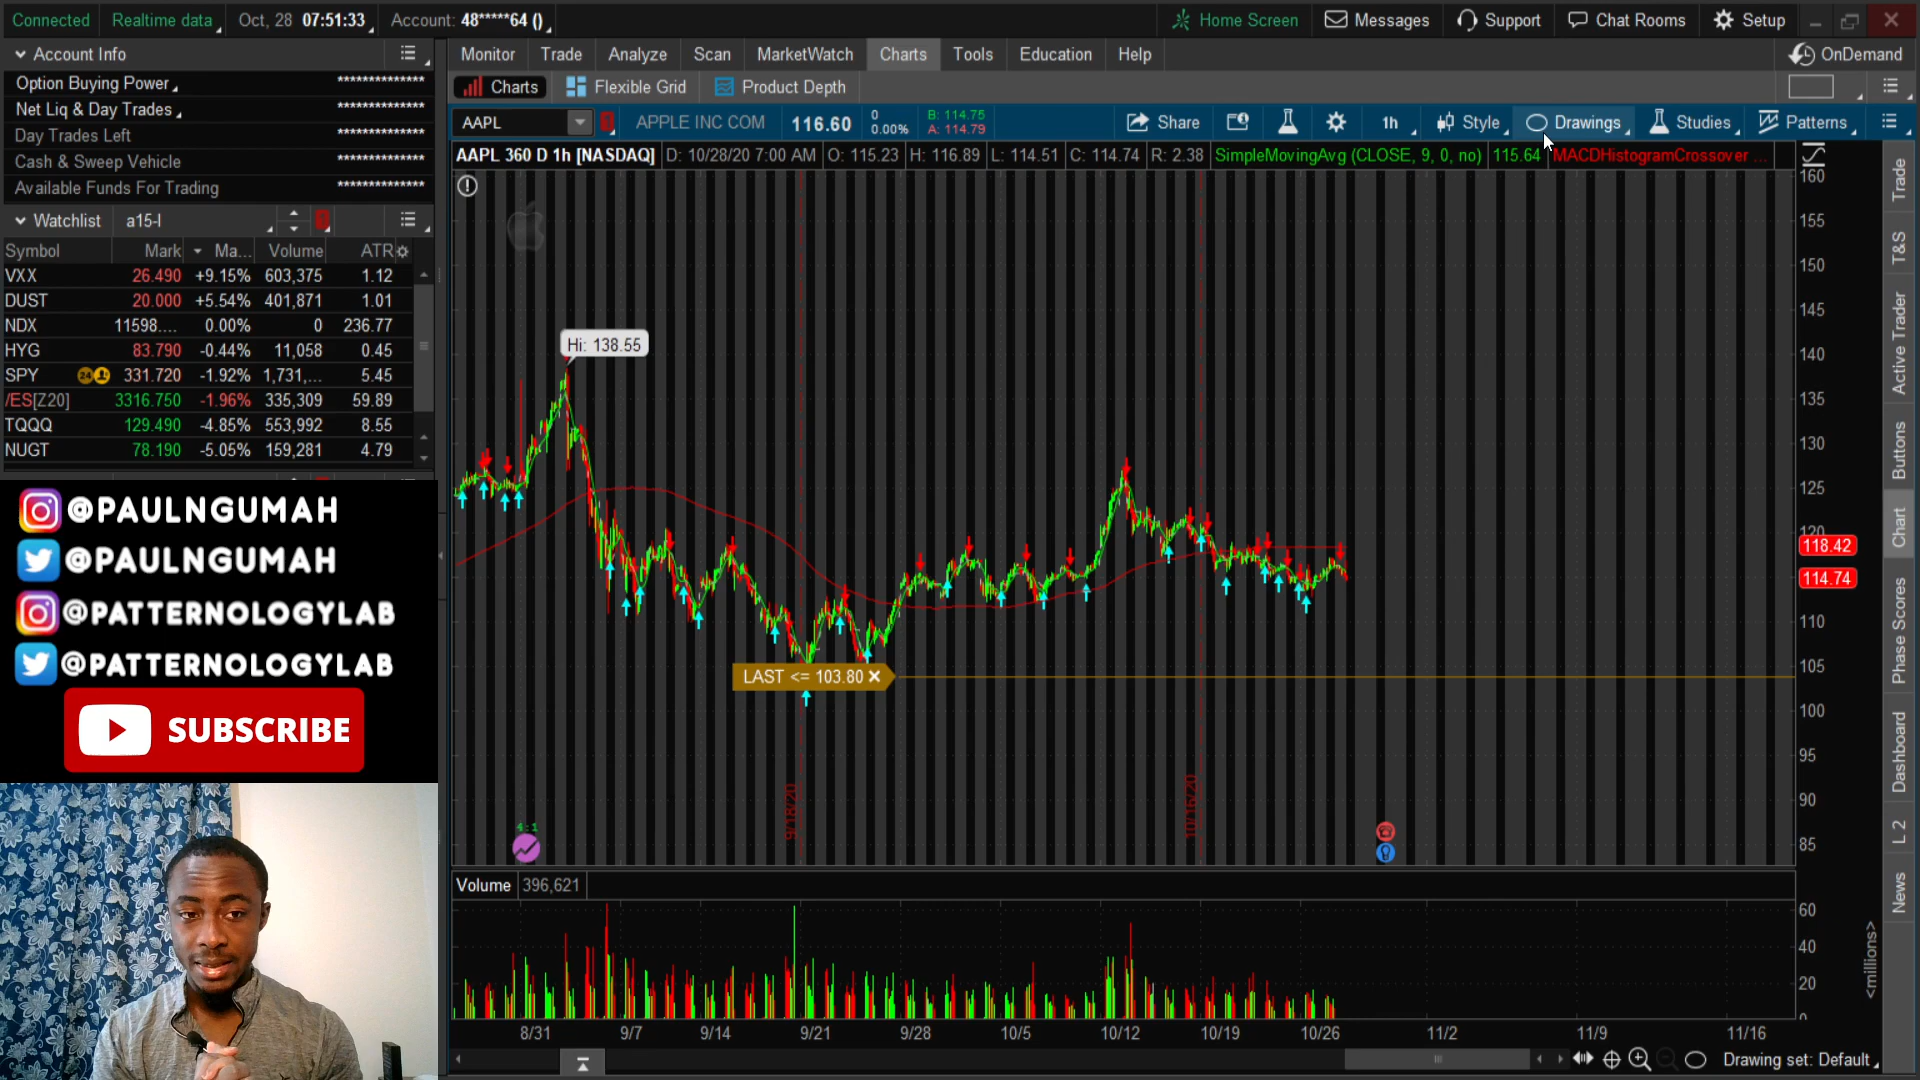 Connected
Realtime data
Oct, 28 07:51:33
Account: 48*****64 ()
Home Screen
Messages
Support
Chat Rooms
Setup
Account Info
Option Buying Power **************
Net Liq & Day Trades **************
Day Trades Left **************
Cash & Sweep Vehicle **************
Available Funds For Trading **************
Watchlist a15-l
Symbol Mark Ma... Volume ATR
VXX 26.490 +9.15% 603,375 1.12
DUST 20.000 +5.54% 401,871 1.01
NDX 11598.... 0.00% 0 236.77
HYG 83.790 -0.44% 11,058 0.45
SPY 331.720 -1.92% 1,731,... 5.45
/ES[Z20] 3316.750 -1.96% 335,309 59.89
TQQQ 129.490 -4.85% 553,992 8.55
NUGT 78.190 -5.05% 159,281 4.79
@PAULNGUMAH
@PAULNGUMAH
@PATTERNOLOGYLAB
@PATTERNOLOGYLAB
SUBSCRIBE
Monitor Trade Analyze Scan MarketWatch Charts Tools Education Help
OnDemand
Charts Flexible Grid Product Depth
AAPL
APPLE INC COM
116.60
0
0.00%
B: 114.75
A: 114.79
Share
1h
Style
Drawings
Studies
Patterns
AAPL 360 D 1h [NASDAQ] D: 10/28/20 7:00 AM O: 115.23 H: 116.89 L: 114.51 C: 114.74 R: 2.38 SimpleMovingAvg (CLOSE, 9, 0, no) 115.64 MACDHistogramCrossover ...
Hi: 138.55
LAST <= 103.80
9/18/20
10/16/20
4:1
160
155
150
145
140
135
130
125
120
118.42
114.74
110
105
100
95
90
85
Volume 396,621
60
40
20
0
<millions>
8/31 9/7 9/14 9/21 9/28 10/5 10/12 10/19 10/26 11/2 11/9 11/16
Drawing set: Default
Trade
T&S
Active Trader
Buttons
Chart
Phase Scores
Dashboard
L 2
News